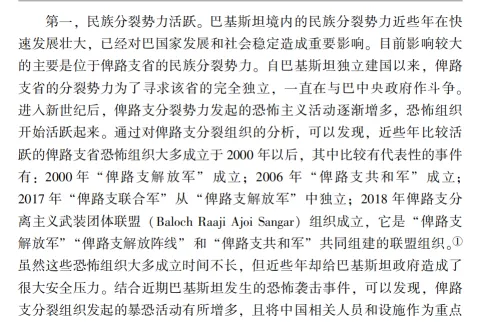 第一，民族分裂势力活跃。巴基斯坦境内的民族分裂势力近些年在快
速发展壮大，已经对巴国家发展和社会稳定造成重要影响。目前影响较大
的主要是位于俾路支省的民族分裂势力。自巴基斯坦独立建国以来，俾路
支省的分裂势力为了寻求该省的完全独立，一直在与巴中央政府作斗争。
进入新世纪后，俾路支分裂势力发起的恐怖主义活动逐渐增多，恐怖组织
开始活跃起来。通过对俾路支分裂组织的分析，可以发现，近些年比较活
跃的俾路支省恐怖组织大多成立于 2000 年以后，其中比较有代表性的事件
有：2000 年“俾路支解放军”成立；2006 年“俾路支共和军”成立；
2017 年“俾路支联合军”从“俾路支解放军”中独立；2018 年俾路支分
离主义武装团体联盟（Baloch Raaji Ajoi Sangar）组织成立，它是“俾路支
解放军”“俾路支解放阵线”和“俾路支共和军”共同组建的联盟组织。①
虽然这些恐怖组织大多成立时间不长，但近些年却给巴基斯坦政府造成了
很大安全压力。结合近期巴基斯坦发生的恐怖袭击事件，可以发现，俾路
支分裂组织发起的暴恐活动有所增多，且将中国相关人员和设施作为重点